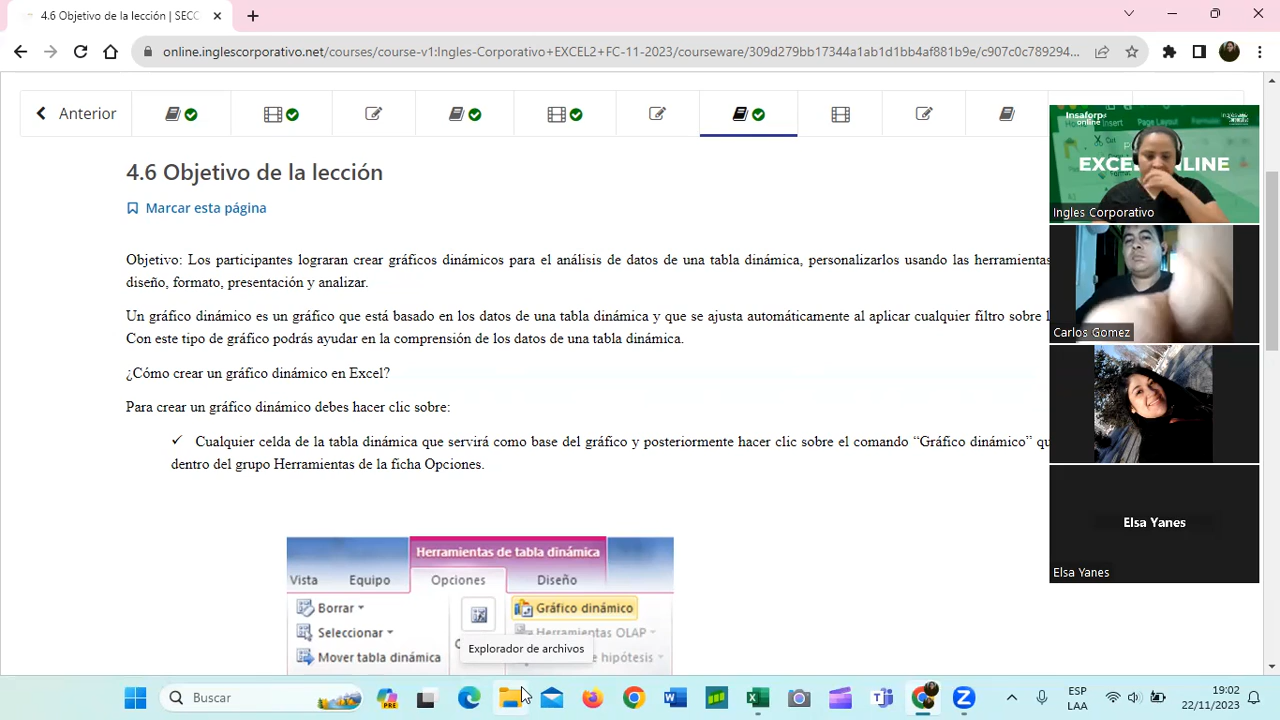 4.6 Objetivo de la lección | SECC
online.inglescorporativo.net/courses/course-v1:Ingles-Corporativo+EXCEL2+FC-11-2023/courseware/309d279bb17344a1ab1d1bb4af881b9e/c907c0c789294...
Anterior
4.6 Objetivo de la lección
Marcar esta página
Objetivo: Los participantes lograran crear gráficos dinámicos para el análisis de datos de una tabla dinámica, personalizarlos usando las herramientas
diseño, formato, presentación y analizar.
Un gráfico dinámico es un gráfico que está basado en los datos de una tabla dinámica y que se ajusta automáticamente al aplicar cualquier filtro sobre l
Con este tipo de gráfico podrás ayudar en la comprensión de los datos de una tabla dinámica.
¿Cómo crear un gráfico dinámico en Excel?
Para crear un gráfico dinámico debes hacer clic sobre:
Cualquier celda de la tabla dinámica que servirá como base del gráfico y posteriormente hacer clic sobre el comando “Gráfico dinámico” qu
dentro del grupo Herramientas de la ficha Opciones.
Herramientas de tabla dinámica
Vista Equipo Opciones Diseño
Borrar
Gráfico dinámico
Seleccionar
Herramientas OLAP
Mover tabla dinámica
e hipótesis
Explorador de archivos
Insaforp
online
Insert Page Layout Formulas
Cut
EXCEL ONLINE
Ingles Corporativo
Carlos Gomez
Elsa Yanes
Elsa Yanes
Buscar
PRE
ESP
LAA
19:02
22/11/2023